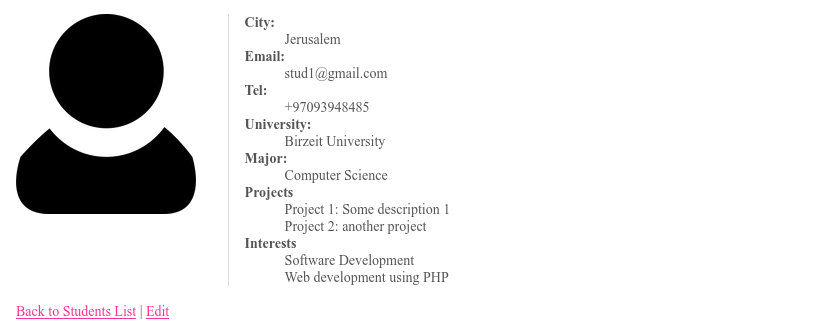 City:
Jerusalem
Email:
stud1@gmail.com
Tel:
+97093948485
University:
Birzeit University
Major:
Computer Science
Projects
Project 1: Some description 1
Project 2: another project
Interests
Software Development
Web development using PHP
Back to Students List | Edit